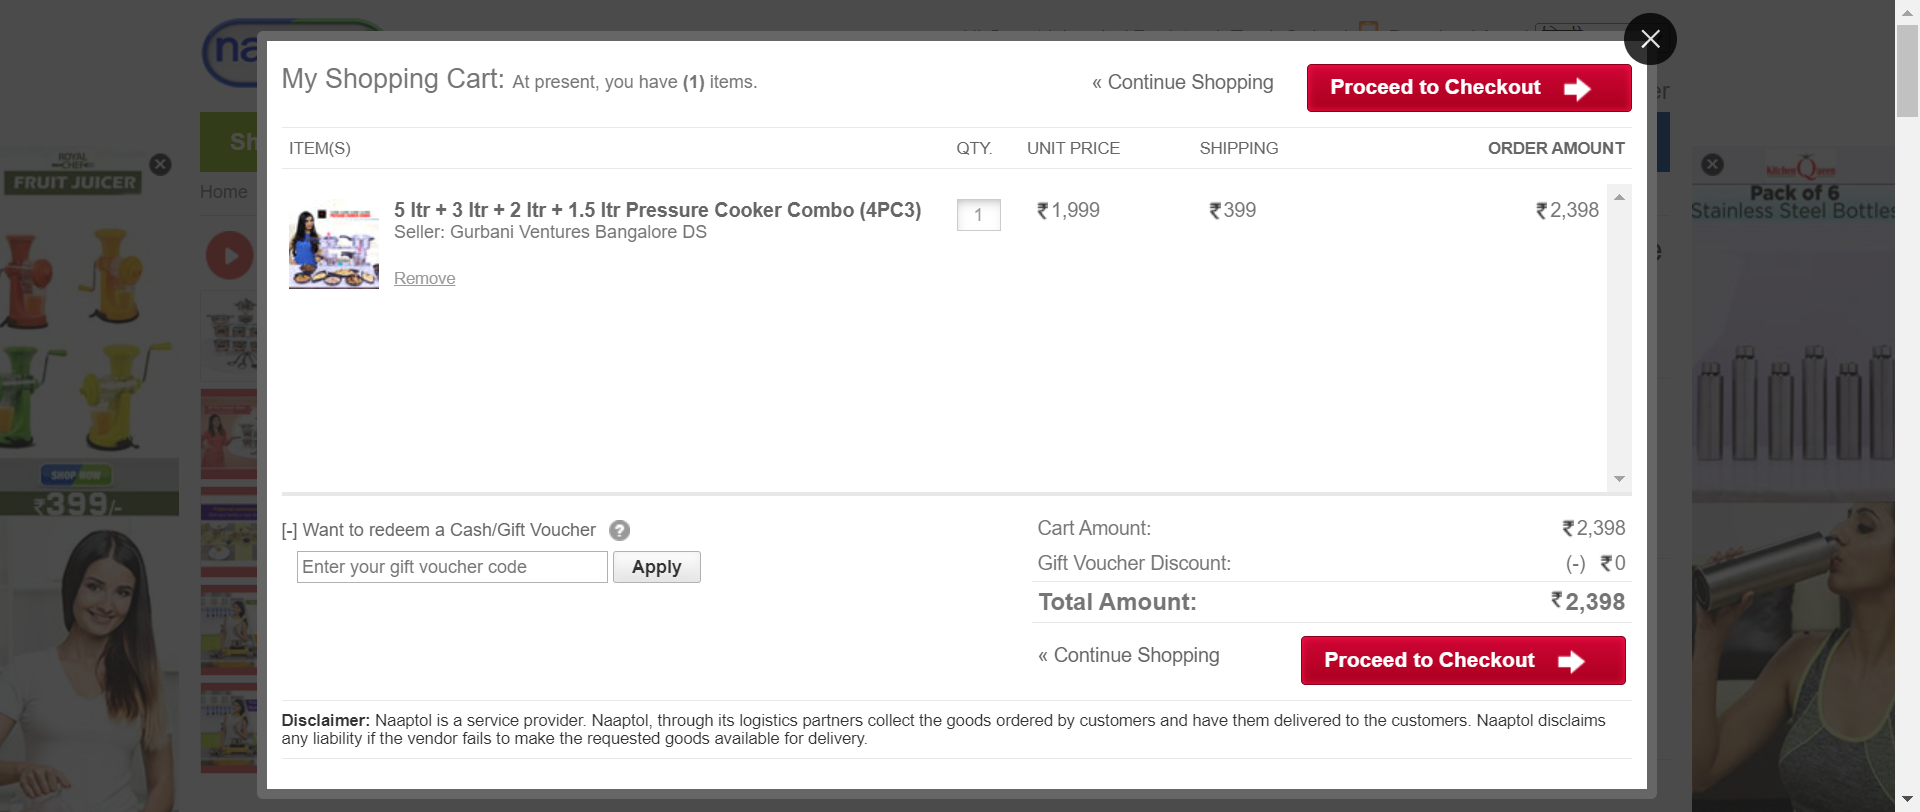 My Shopping Cart: At present, you have (1) items.
« Continue Shopping
Proceed to Checkout
ITEM(S) QTY. UNIT PRICE SHIPPING ORDER AMOUNT
5 ltr + 3 ltr + 2 ltr + 1.5 ltr Pressure Cooker Combo (4PC3) 1 ₹1,999 ₹399 ₹2,398
Seller: Gurbani Ventures Bangalore DS
Remove
[-] Want to redeem a Cash/Gift Voucher ?
Enter your gift voucher code Apply
Cart Amount: ₹2,398
Gift Voucher Discount: (-) ₹0
Total Amount: ₹2,398
« Continue Shopping
Proceed to Checkout
Disclaimer: Naaptol is a service provider. Naaptol, through its logistics partners collect the goods ordered by customers and have them delivered to the customers. Naaptol disclaims
any liability if the vendor fails to make the requested goods available for delivery.
Home
ROYAL
CHEF
FRUIT JUICER
SHOP NOW
₹399/-
Kitchen Queen
Pack of 6
Stainless Steel Bottles